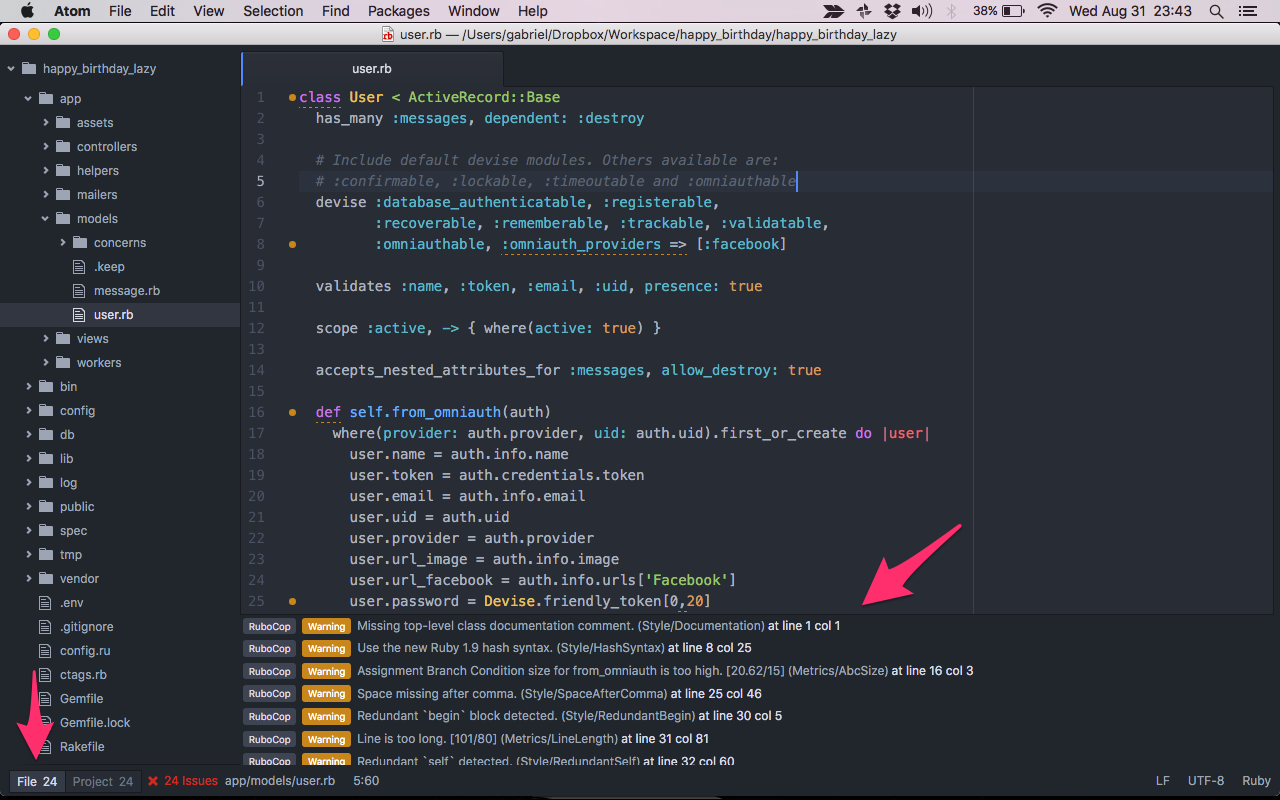 Atom File Edit View Selection Find Packages Window Help 38% Wed Aug 31 23:43
user.rb — /Users/gabriel/Dropbox/Workspace/happy_birthday/happy_birthday_lazy
happy_birthday_lazy
app
assets
controllers
helpers
mailers
models
concerns
.keep
message.rb
user.rb
views
workers
bin
config
db
lib
log
public
spec
tmp
vendor
.env
.gitignore
config.ru
ctags.rb
Gemfile
Gemfile.lock
Rakefile
user.rb
1 class User < ActiveRecord::Base
2 has_many :messages, dependent: :destroy
3
4 # Include default devise modules. Others available are:
5 # :confirmable, :lockable, :timeoutable and :omniauthable
6 devise :database_authenticatable, :registerable,
7 :recoverable, :rememberable, :trackable, :validatable,
8 :omniauthable, :omniauth_providers => [:facebook]
9
10 validates :name, :token, :email, :uid, presence: true
11
12 scope :active, -> { where(active: true) }
13
14 accepts_nested_attributes_for :messages, allow_destroy: true
15
16 def self.from_omniauth(auth)
17 where(provider: auth.provider, uid: auth.uid).first_or_create do |user|
18 user.name = auth.info.name
19 user.token = auth.credentials.token
20 user.email = auth.info.email
21 user.uid = auth.uid
22 user.provider = auth.provider
23 user.url_image = auth.info.image
24 user.url_facebook = auth.info.urls['Facebook']
25 user.password = Devise.friendly_token[0,20]
RuboCop Warning Missing top-level class documentation comment. (Style/Documentation) at line 1 col 1
RuboCop Warning Use the new Ruby 1.9 hash syntax. (Style/HashSyntax) at line 8 col 25
RuboCop Warning Assignment Branch Condition size for from_omniauth is too high. [20.62/15] (Metrics/AbcSize) at line 16 col 3
RuboCop Warning Space missing after comma. (Style/SpaceAfterComma) at line 25 col 46
RuboCop Warning Redundant `begin` block detected. (Style/RedundantBegin) at line 30 col 5
RuboCop Warning Line is too long. [101/80] (Metrics/LineLength) at line 31 col 81
RuboCop Warning Redundant `self` detected. (Style/RedundantSelf) at line 32 col 60
File 24 Project 24 24 Issues app/models/user.rb 5:60 LF UTF-8 Ruby